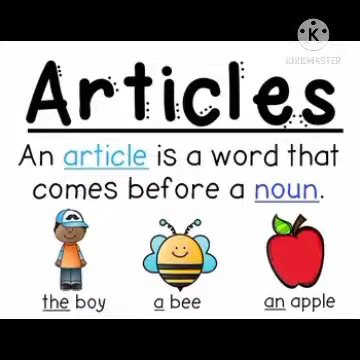 K
KINEMASTER
Articles
An article is a word that
comes before a noun.
the boy a bee an apple